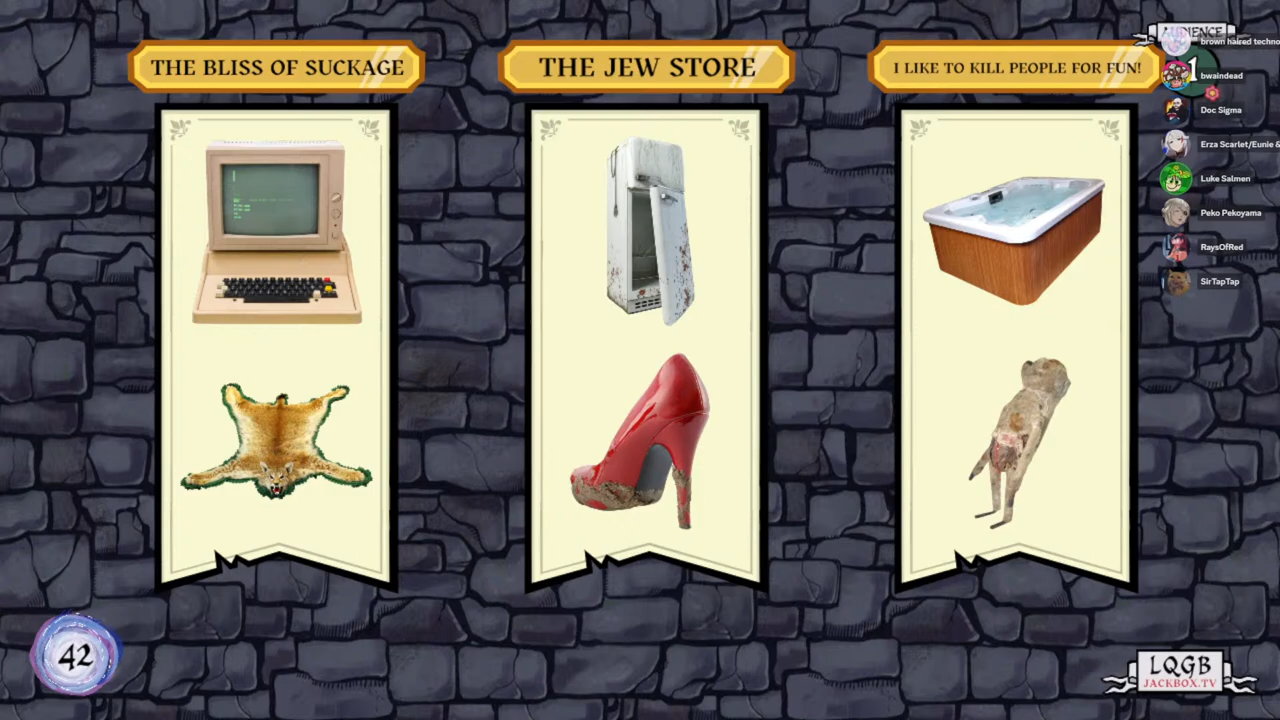 THE BLISS OF SUCKAGE
THE JEW STORE
I LIKE TO KILL PEOPLE FOR FUN!
AUDIENCE
1
brown haired techno
bwaindead
Doc Sigma
Erza Scarlet/Eunie &
Luke Salmen
Peko Pekoyama
RaysOfRed
SirTapTap
42
LQGB
JACKBOX.TV